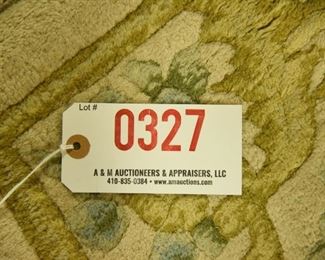 Lot #
0327
A & M AUCTIONEERS & APPRAISERS, LLC
410-835-0384 • www.amauctions.com